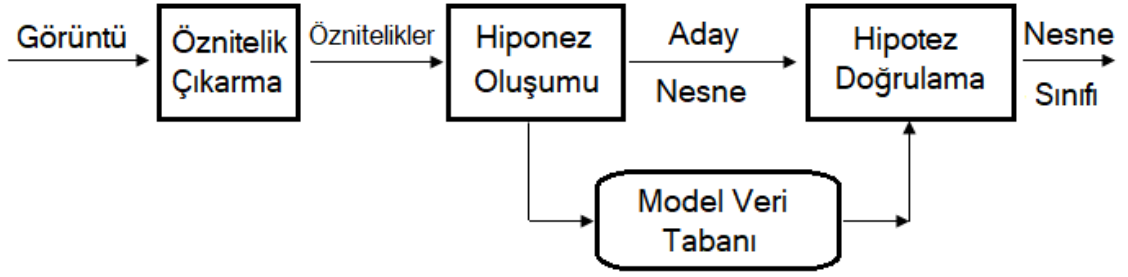 Görüntü
Öznitelik
Çıkarma
Öznitelikler
Hiponez
Oluşumu
Aday
Nesne
Hipotez
Doğrulama
Nesne
Sınıfı
Model Veri
Tabanı